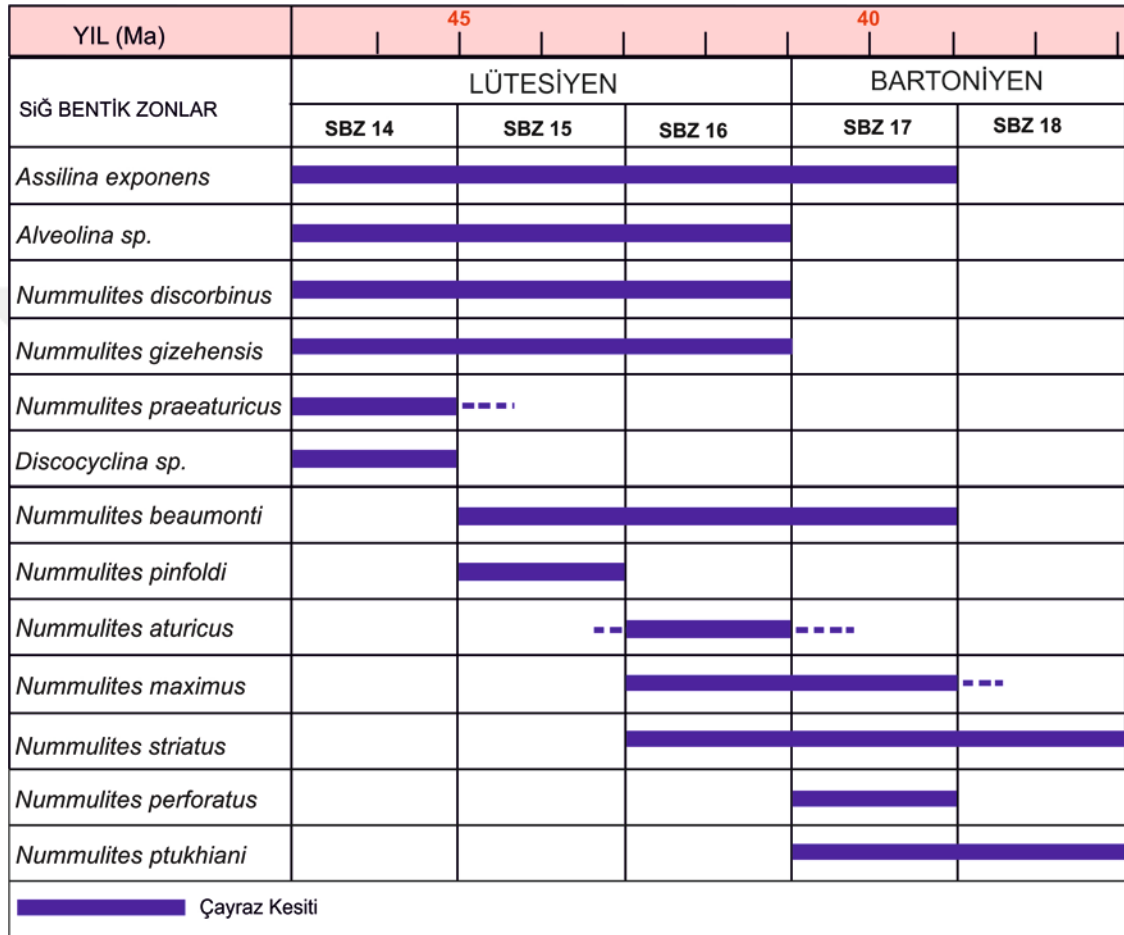 YIL (Ma)
45
40
SiĞ BENTİK ZONLAR
LÜTESİYEN
BARTONİYEN
SBZ 14
SBZ 15
SBZ 16
SBZ 17
SBZ 18
Assilina exponens
Alveolina sp.
Nummulites discorbinus
Nummulites gizehensis
Nummulites praeaturicus
Discocyclina sp.
Nummulites beaumonti
Nummulites pinfoldi
Nummulites aturicus
Nummulites maximus
Nummulites striatus
Nummulites perforatus
Nummulites ptukhiani
Çayraz Kesiti